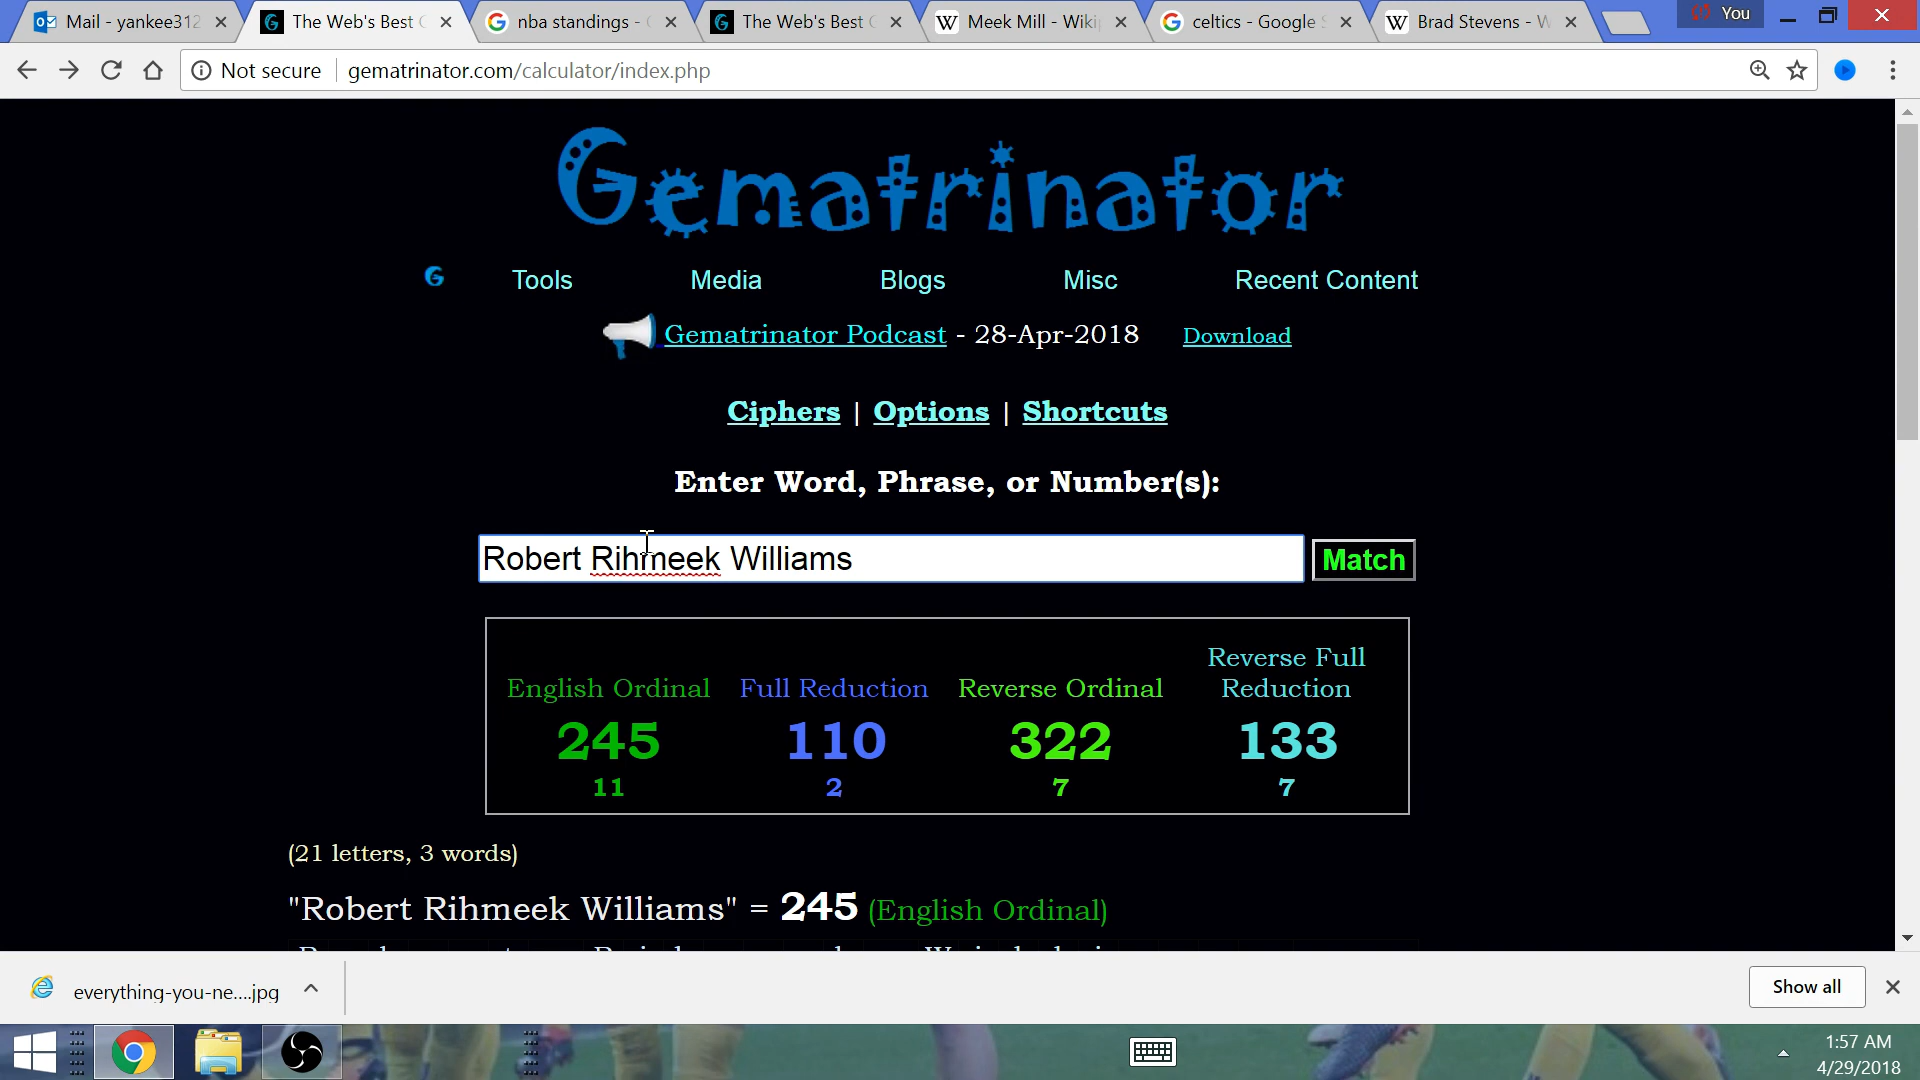 Mail - yankee312
The Web's Best C
nba standings -
The Web's Best C
Meek Mill - Wiki
celtics - Google S
Brad Stevens - W
You
Not secure
gematrinator.com/calculator/index.php
Gematrinator
G
Tools
Media
Blogs
Misc
Recent Content
Gematrinator Podcast - 28-Apr-2018
Download
Ciphers | Options | Shortcuts
Enter Word, Phrase, or Number(s):
Robert Rihmeek Williams
Match
English Ordinal
Full Reduction
Reverse Ordinal
Reverse Full
Reduction
245
110
322
133
11
2
7
7
(21 letters, 3 words)
"Robert Rihmeek Williams" = 245 (English Ordinal)
everything-you-ne....jpg
Show all
1:57 AM
4/29/2018